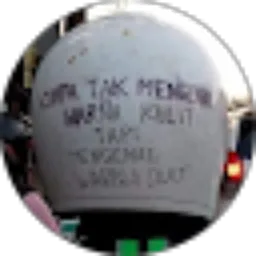 CINTA TAK MENGENAL
WARNA KULIT
TAPI
MENGENAL
WARNA DUIT